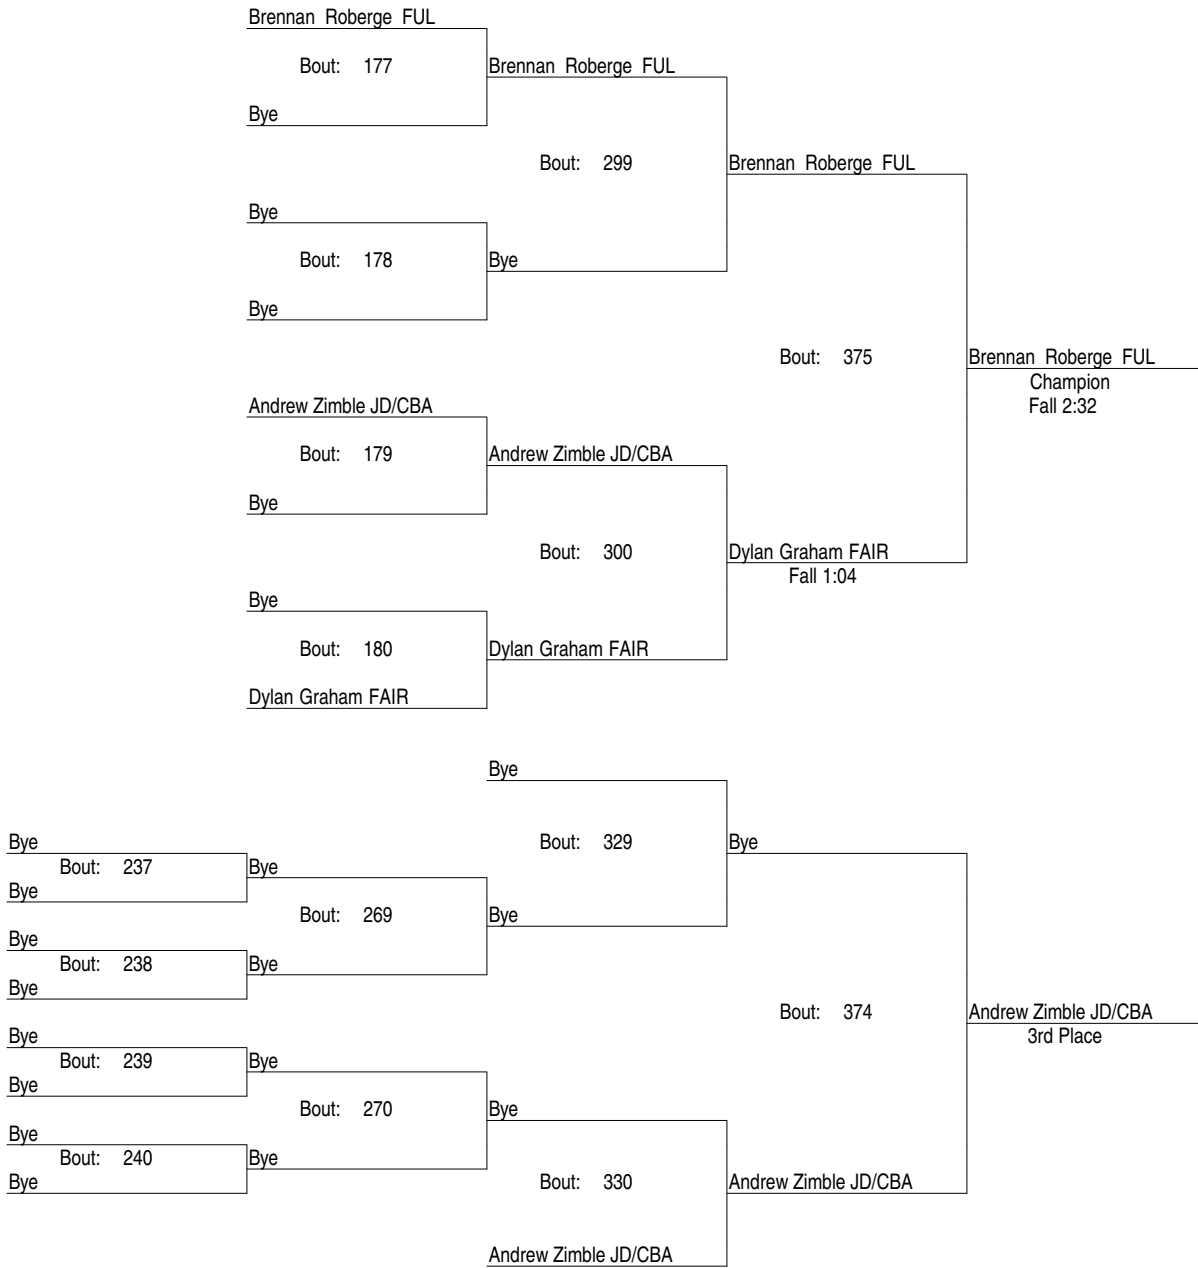 Brennan Roberge FUL
Bout: 177
Brennan Roberge FUL
Bye
Bout: 299
Brennan Roberge FUL
Bye
Bout: 178
Bye
Bye
Bout: 375
Brennan Roberge FUL
Champion
Fall 2:32
Andrew Zimble JD/CBA
Bout: 179
Andrew Zimble JD/CBA
Bye
Bout: 300
Dylan Graham FAIR
Fall 1:04
Bye
Bout: 180
Dylan Graham FAIR
Dylan Graham FAIR
Bye
Bye
Bout: 329
Bye
Bout: 237
Bye
Bye
Bout: 269
Bye
Bye
Bout: 238
Bye
Bye
Bout: 374
Andrew Zimble JD/CBA
3rd Place
Bye
Bout: 239
Bye
Bye
Bout: 270
Bye
Bye
Bout: 240
Bye
Bye
Bout: 330
Andrew Zimble JD/CBA
Andrew Zimble JD/CBA